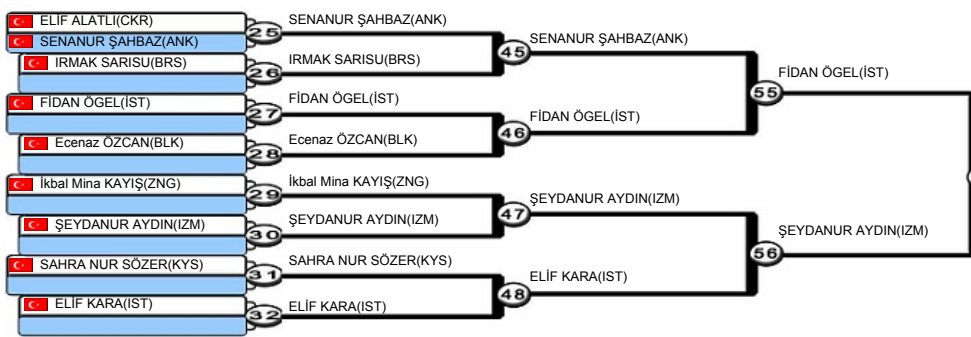 ELİF ALATLİ(CKR)
SENANUR ŞAHBAZ(ANK)
25
SENANUR ŞAHBAZ(ANK)
IRMAK SARISU(BRS)
26
IRMAK SARISU(BRS)
45
SENANUR ŞAHBAZ(ANK)
FİDAN ÖGEL(İST)
27
FİDAN ÖGEL(İST)
Ecenaz ÖZCAN(BLK)
28
Ecenaz ÖZCAN(BLK)
46
FİDAN ÖGEL(İST)
55
FİDAN ÖGEL(İST)
İkbal Mina KAYIŞ(ZNG)
29
İkbal Mina KAYIŞ(ZNG)
ŞEYDANUR AYDIN(IZM)
30
ŞEYDANUR AYDIN(IZM)
47
ŞEYDANUR AYDIN(IZM)
SAHRA NUR SÖZER(KYS)
31
SAHRA NUR SÖZER(KYS)
ELİF KARA(IST)
32
ELİF KARA(IST)
48
ELİF KARA(IST)
56
ŞEYDANUR AYDIN(IZM)